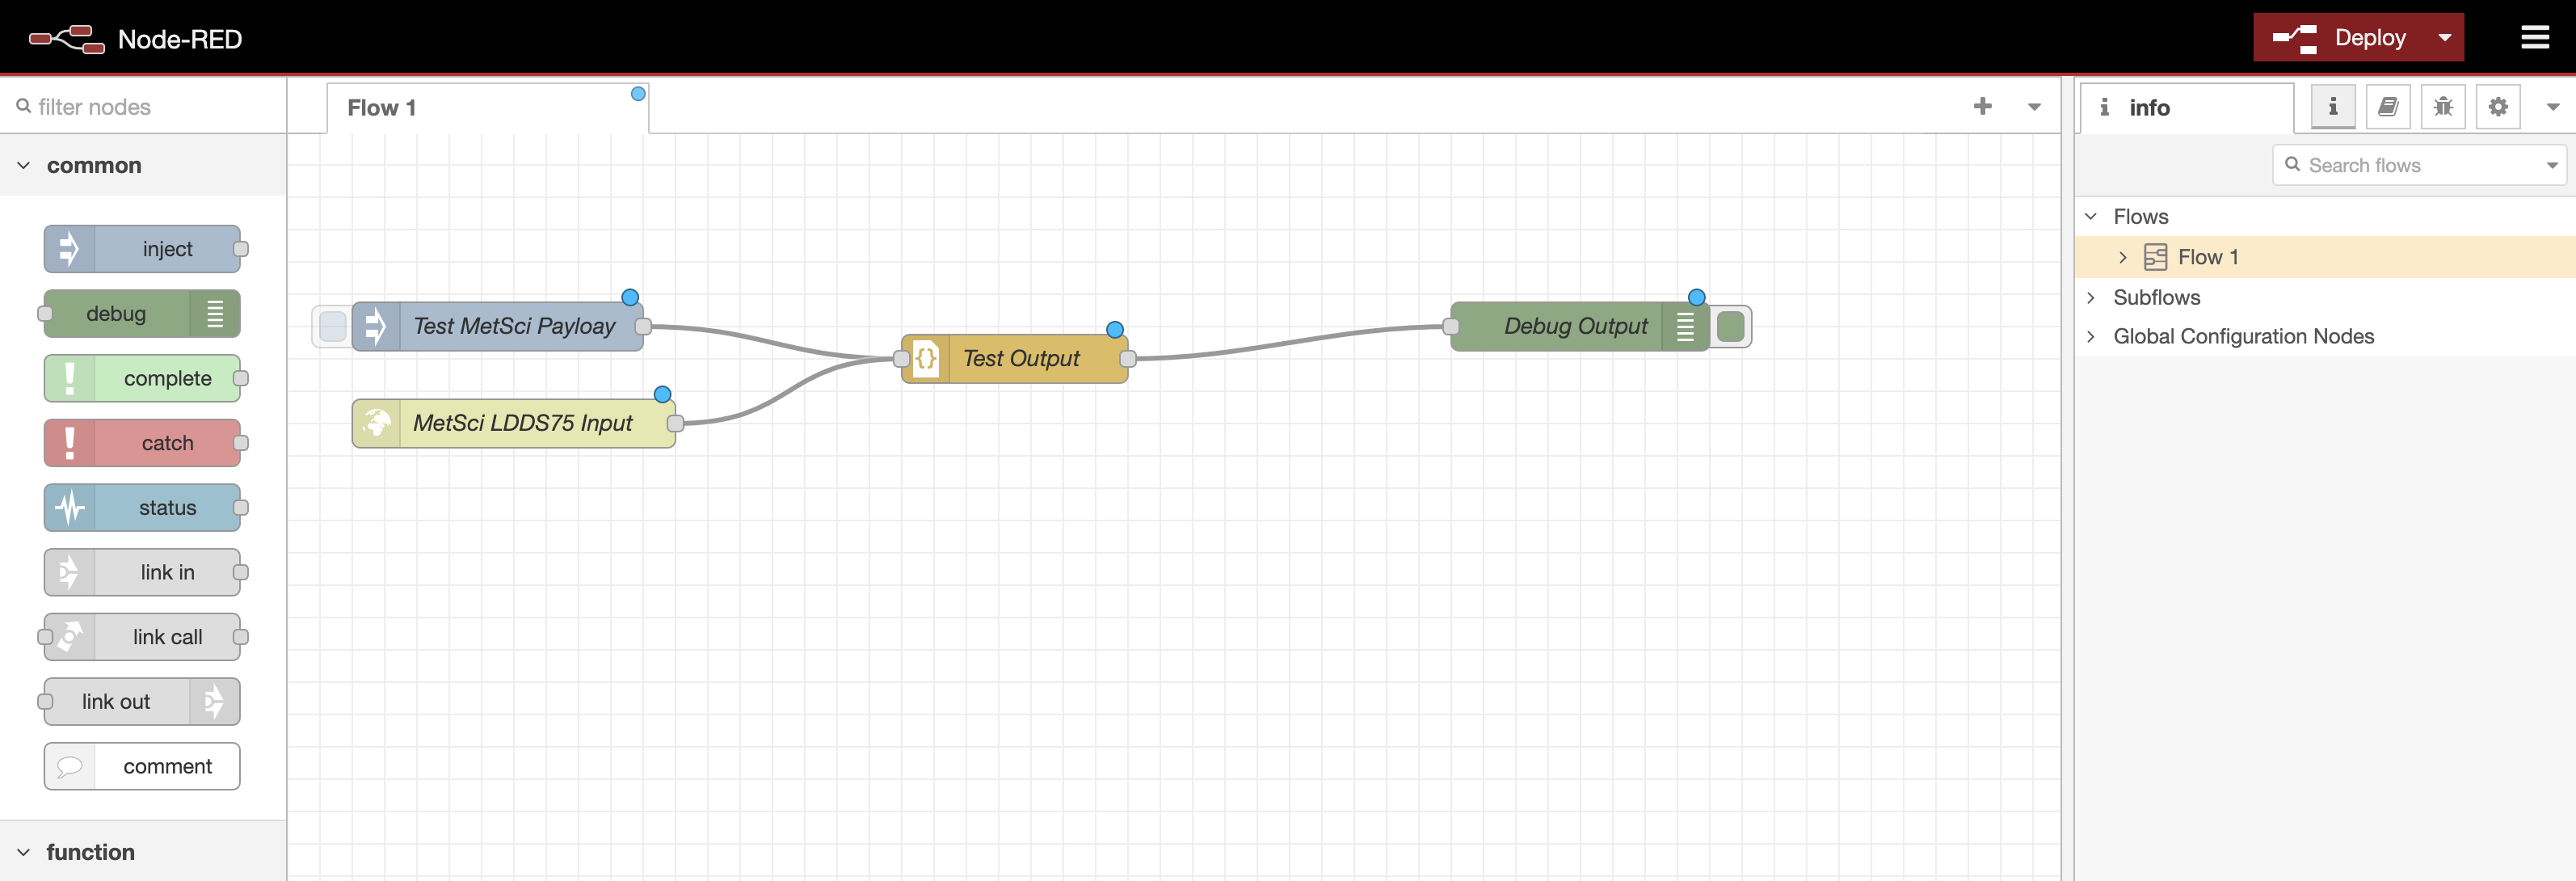 Node-RED
Deploy
filter nodes
Flow 1
info
Search flows
common
Flows
Flow 1
Subflows
Global Configuration Nodes
inject
debug
complete
catch
status
link in
link call
link out
comment
function
Test MetSci Payloay
MetSci LDDS75 Input
Test Output
Debug Output